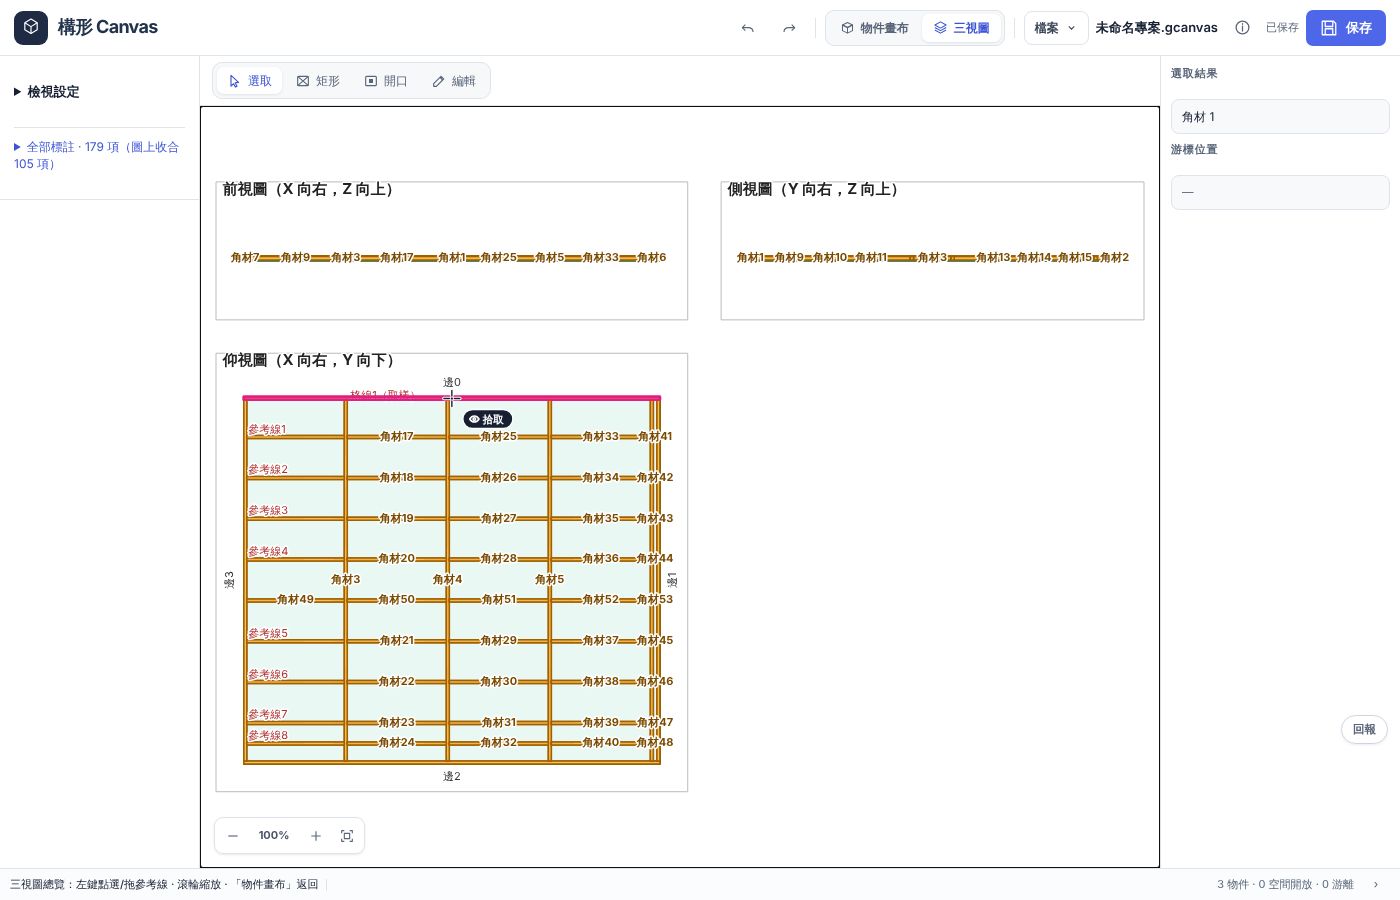 構形 Canvas
物件畫布
三視圖
檔案
未命名專案.gcanvas
已保存
保存
檢視設定
全部標註 · 179 項（圖上收合
105 項）
選取
矩形
開口
編輯
選取結果
角材 1
游標位置
—
前視圖（X 向右，Z 向上）
角材7 角材9 角材3 角材17 角材1 角材25 角材5 角材33 角材6
側視圖（Y 向右，Z 向上）
角材1 角材9 角材10 角材11 角材3 角材13 角材14 角材15 角材2
仰視圖（X 向右，Y 向下）
邊0
格線1（取樣）
拾取
參考線1
角材17 角材25 角材33 角材41
參考線2
角材18 角材26 角材34 角材42
參考線3
角材19 角材27 角材35 角材43
參考線4
角材20 角材28 角材36 角材44
邊3
角材3 角材4 角材5
邊1
角材49 角材50 角材51 角材52 角材53
參考線5
角材21 角材29 角材37 角材45
參考線6
角材22 角材30 角材38 角材46
參考線7
角材23 角材31 角材39 角材47
參考線8
角材24 角材32 角材40 角材48
邊2
回報
100%
三視圖總覽：左鍵點選/拖參考線 · 滾輪縮放 · 「物件畫布」返回
3 物件 · 0 空間開放 · 0 游離